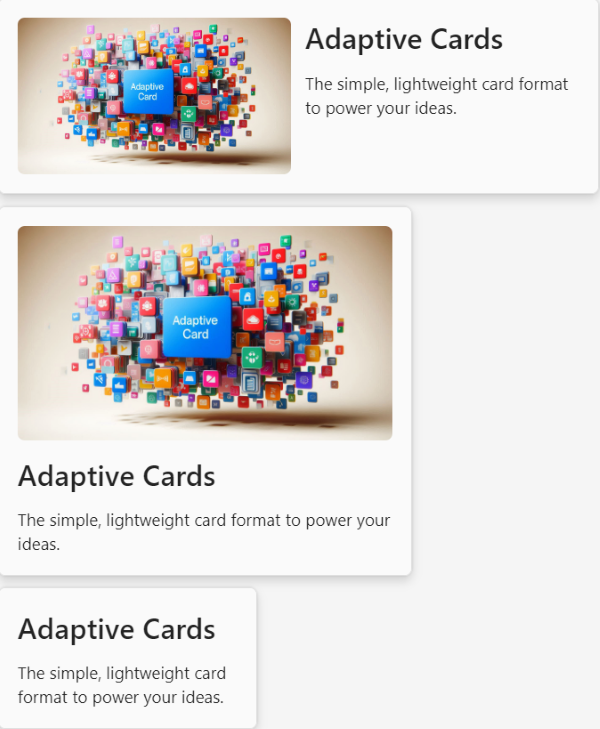 Adaptive
Card
Adaptive Cards
The simple, lightweight card format
to power your ideas.
Adaptive
Card
Adaptive Cards
The simple, lightweight card format to power your
ideas.
Adaptive Cards
The simple, lightweight card
format to power your ideas.